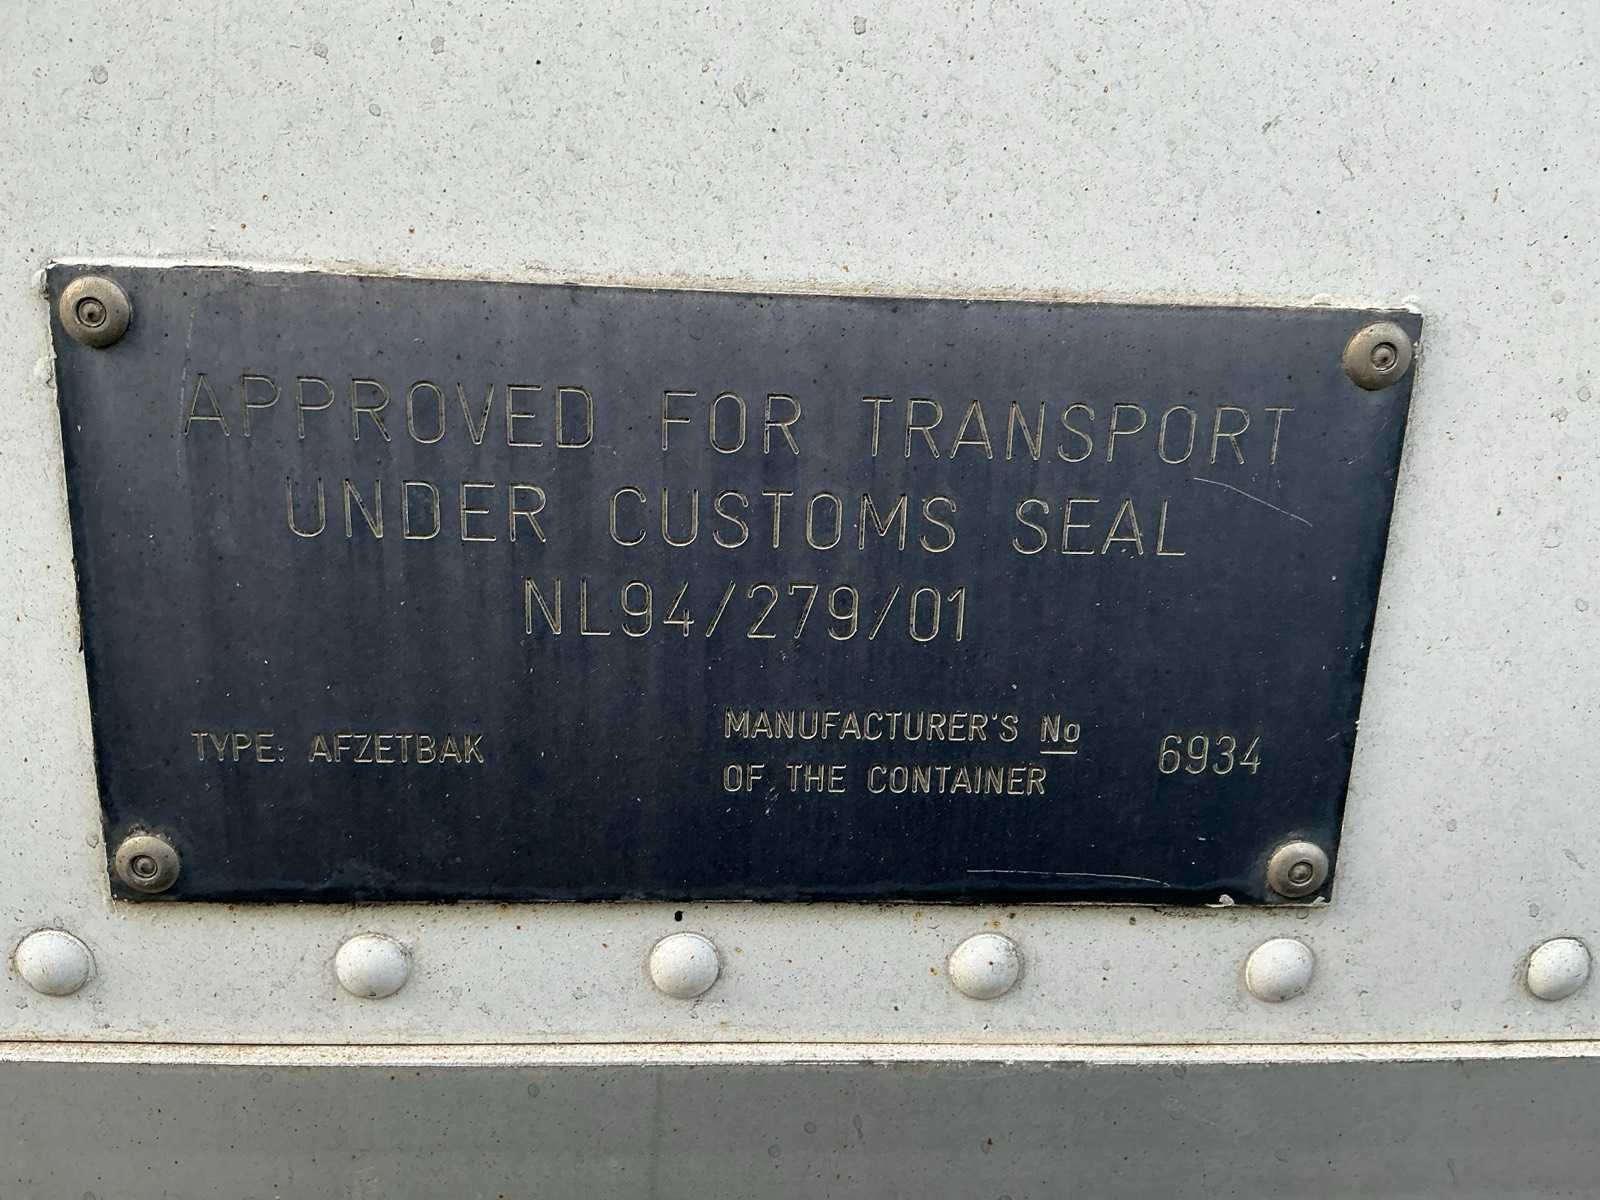 APPROVED FOR TRANSPORT
UNDER CUSTOMS SEAL
NL94/279/01
TYPE: AFZETBAK
MANUFACTURER'S No
OF THE CONTAINER
6934